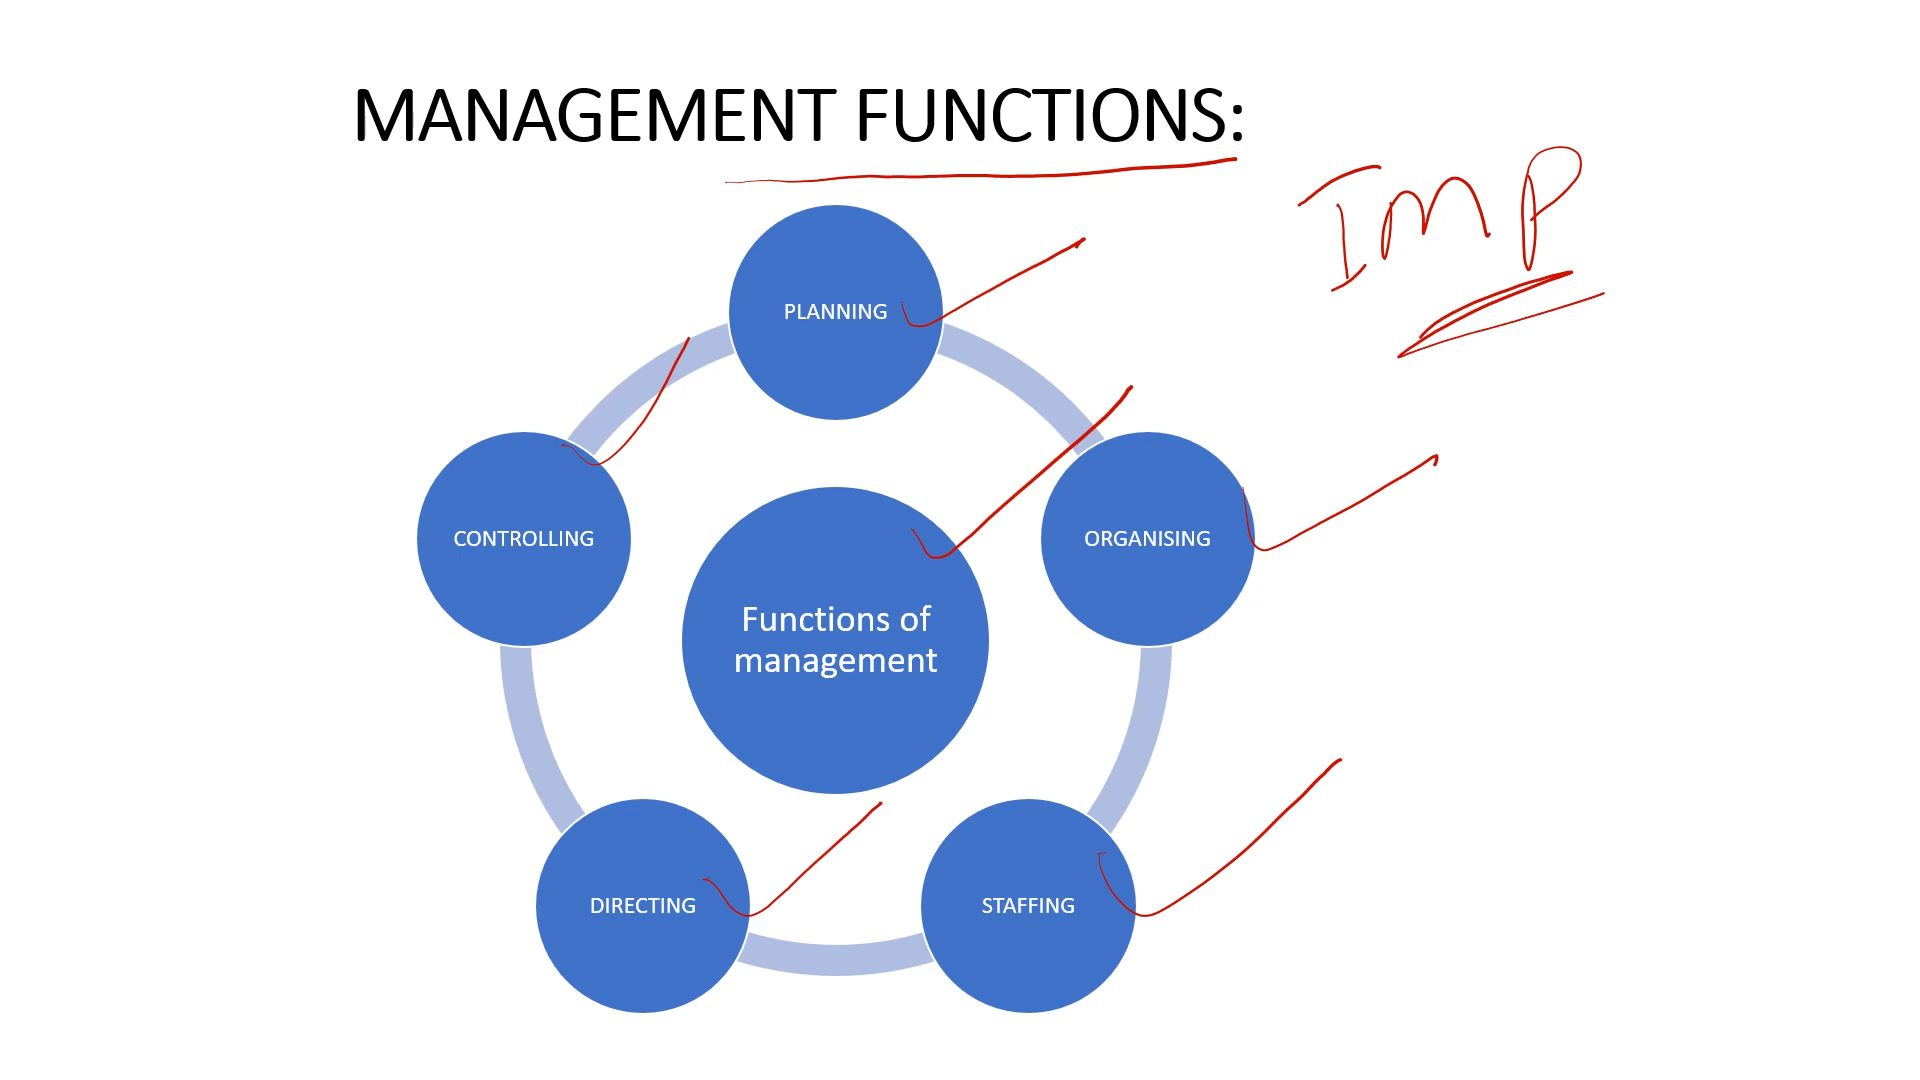 MANAGEMENT FUNCTIONS:
IMP
PLANNING
CONTROLLING
ORGANISING
Functions of
management
DIRECTING
STAFFING